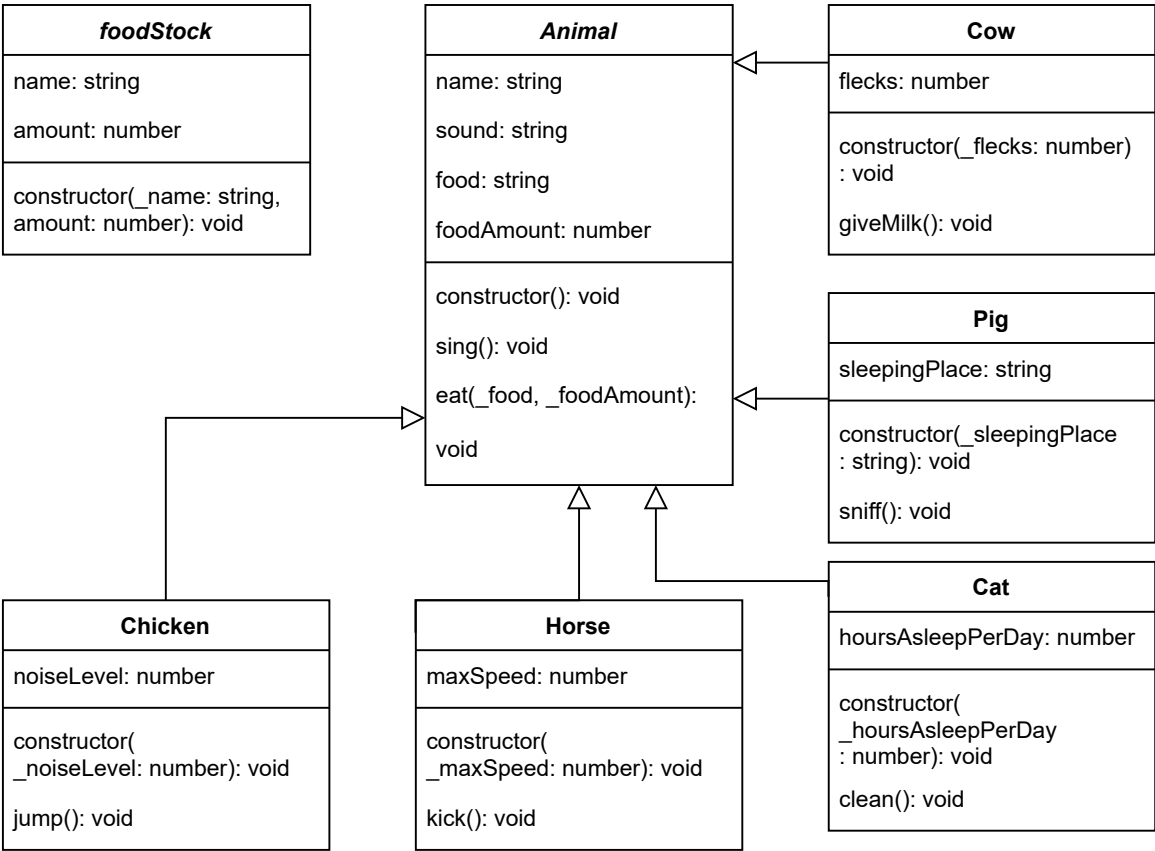 foodStock
name: string
amount: number
constructor(_name: string,
amount: number): void
Animal
name: string
sound: string
food: string
foodAmount: number
constructor(): void
sing(): void
eat(_food, _foodAmount):
void
Cow
flecks: number
constructor(_flecks: number)
: void
giveMilk(): void
Pig
sleepingPlace: string
constructor(_sleepingPlace
: string): void
sniff(): void
Chicken
noiseLevel: number
constructor(
_noiseLevel: number): void
jump(): void
Horse
maxSpeed: number
constructor(
_maxSpeed: number): void
kick(): void
Cat
hoursAsleepPerDay: number
constructor(
_hoursAsleepPerDay
: number): void
clean(): void